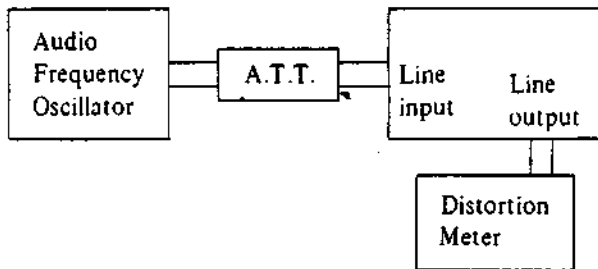 Audio
Frequency
Oscillator
A.T.T.
Line
input
Line
output
Distortion
Meter